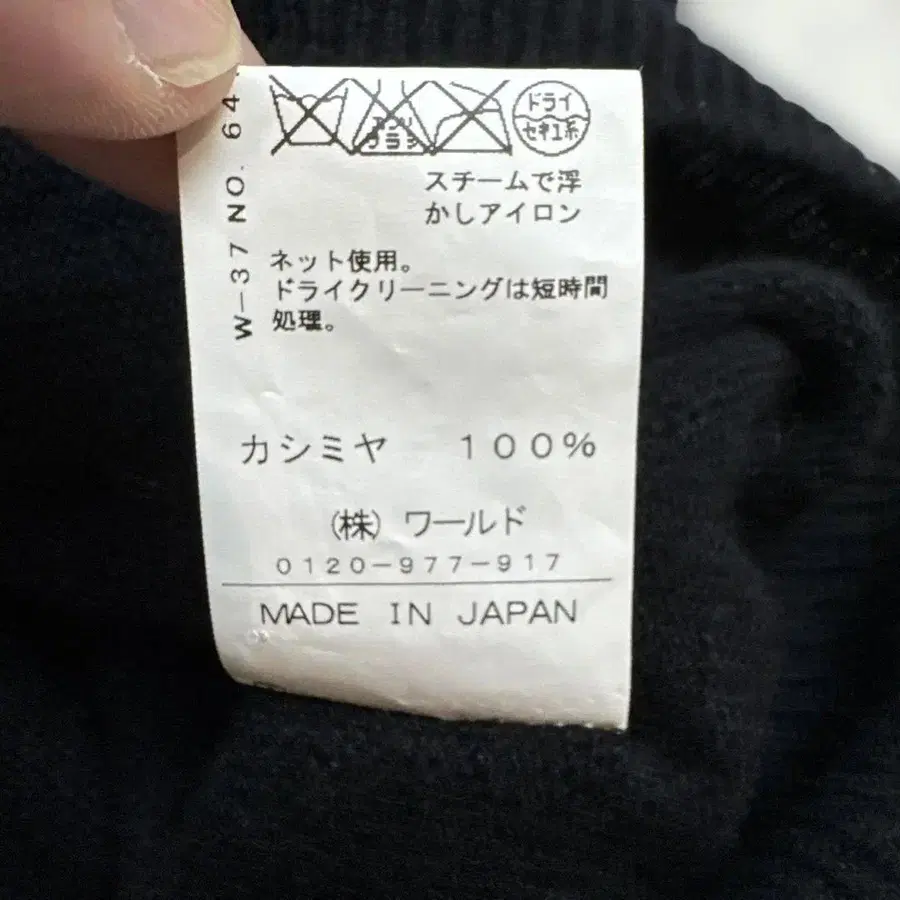 ドライ
セキユ系
スチームで浮
かしアイロン
W-37 NO. 64
ネット使用。
ドライクリーニングは短時間
処理。
カシミヤ 100%
(株) ワールド
0120-977-917
MADE IN JAPAN